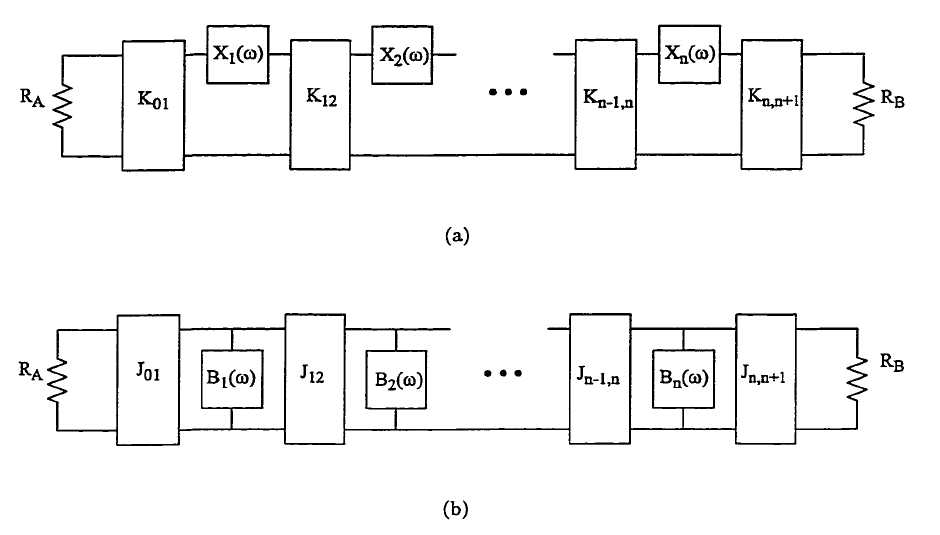 R_A K_01 X_1(ω) K_12 X_2(ω) ••• K_n-1,n X_n(ω) K_n,n+1 R_B
(a)
R_A J_01 B_1(ω) J_12 B_2(ω) ••• J_n-1,n B_n(ω) J_n,n+1 R_B
(b)